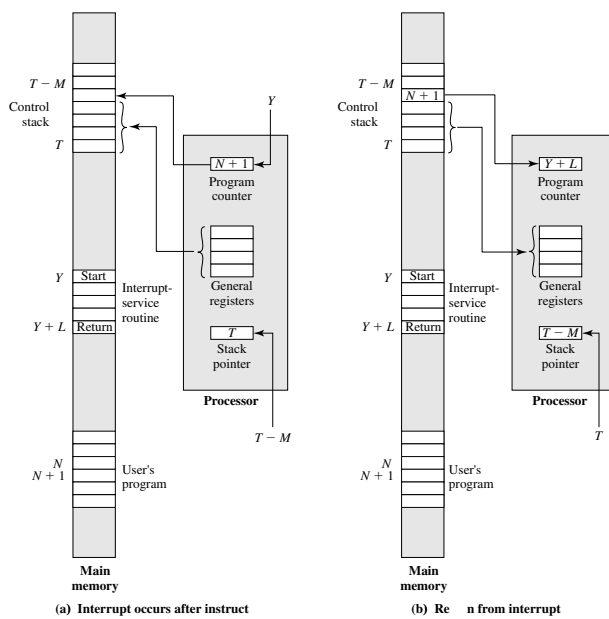 T − M
Control
stack
T
Y
N + 1
Program
counter
General
registers
Y
Start
Interrupt-
service
routine
Y + L
Return
T
Stack
pointer
Processor
T − M
N
N + 1
User's
program
Main
memory
(a) Interrupt occurs after instruct
T − M
N + 1
Control
stack
T
Y + L
Program
counter
General
registers
Y
Start
Interrupt-
service
routine
Y + L
Return
T − M
Stack
pointer
Processor
T
N
N + 1
User's
program
Main
memory
(b) Re n from interrupt